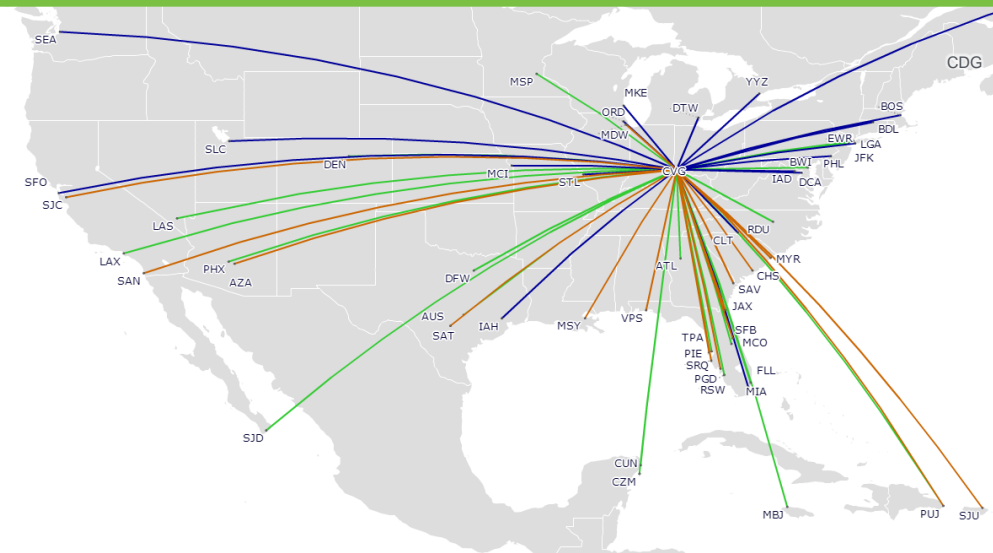 SEA
CDG
MSP
YYZ
MKE
ORD
DTW
BOS
BDL
MDW
EWR
LGA
SLC
DEN
JFK
BWI
PHL
MCI
CVG
STL
IAD
DCA
SFO
SJC
LAS
RDU
CLT
LAX
PHX
ATL
MYR
SAN
AZA
DFW
CHS
SAV
JAX
AUS
SAT
IAH
MSY
VPS
SFB
TPA
MCO
PIE
SRQ
FLL
PGD
RSW
MIA
SJD
CUN
CZM
MBJ
PUJ
SJU